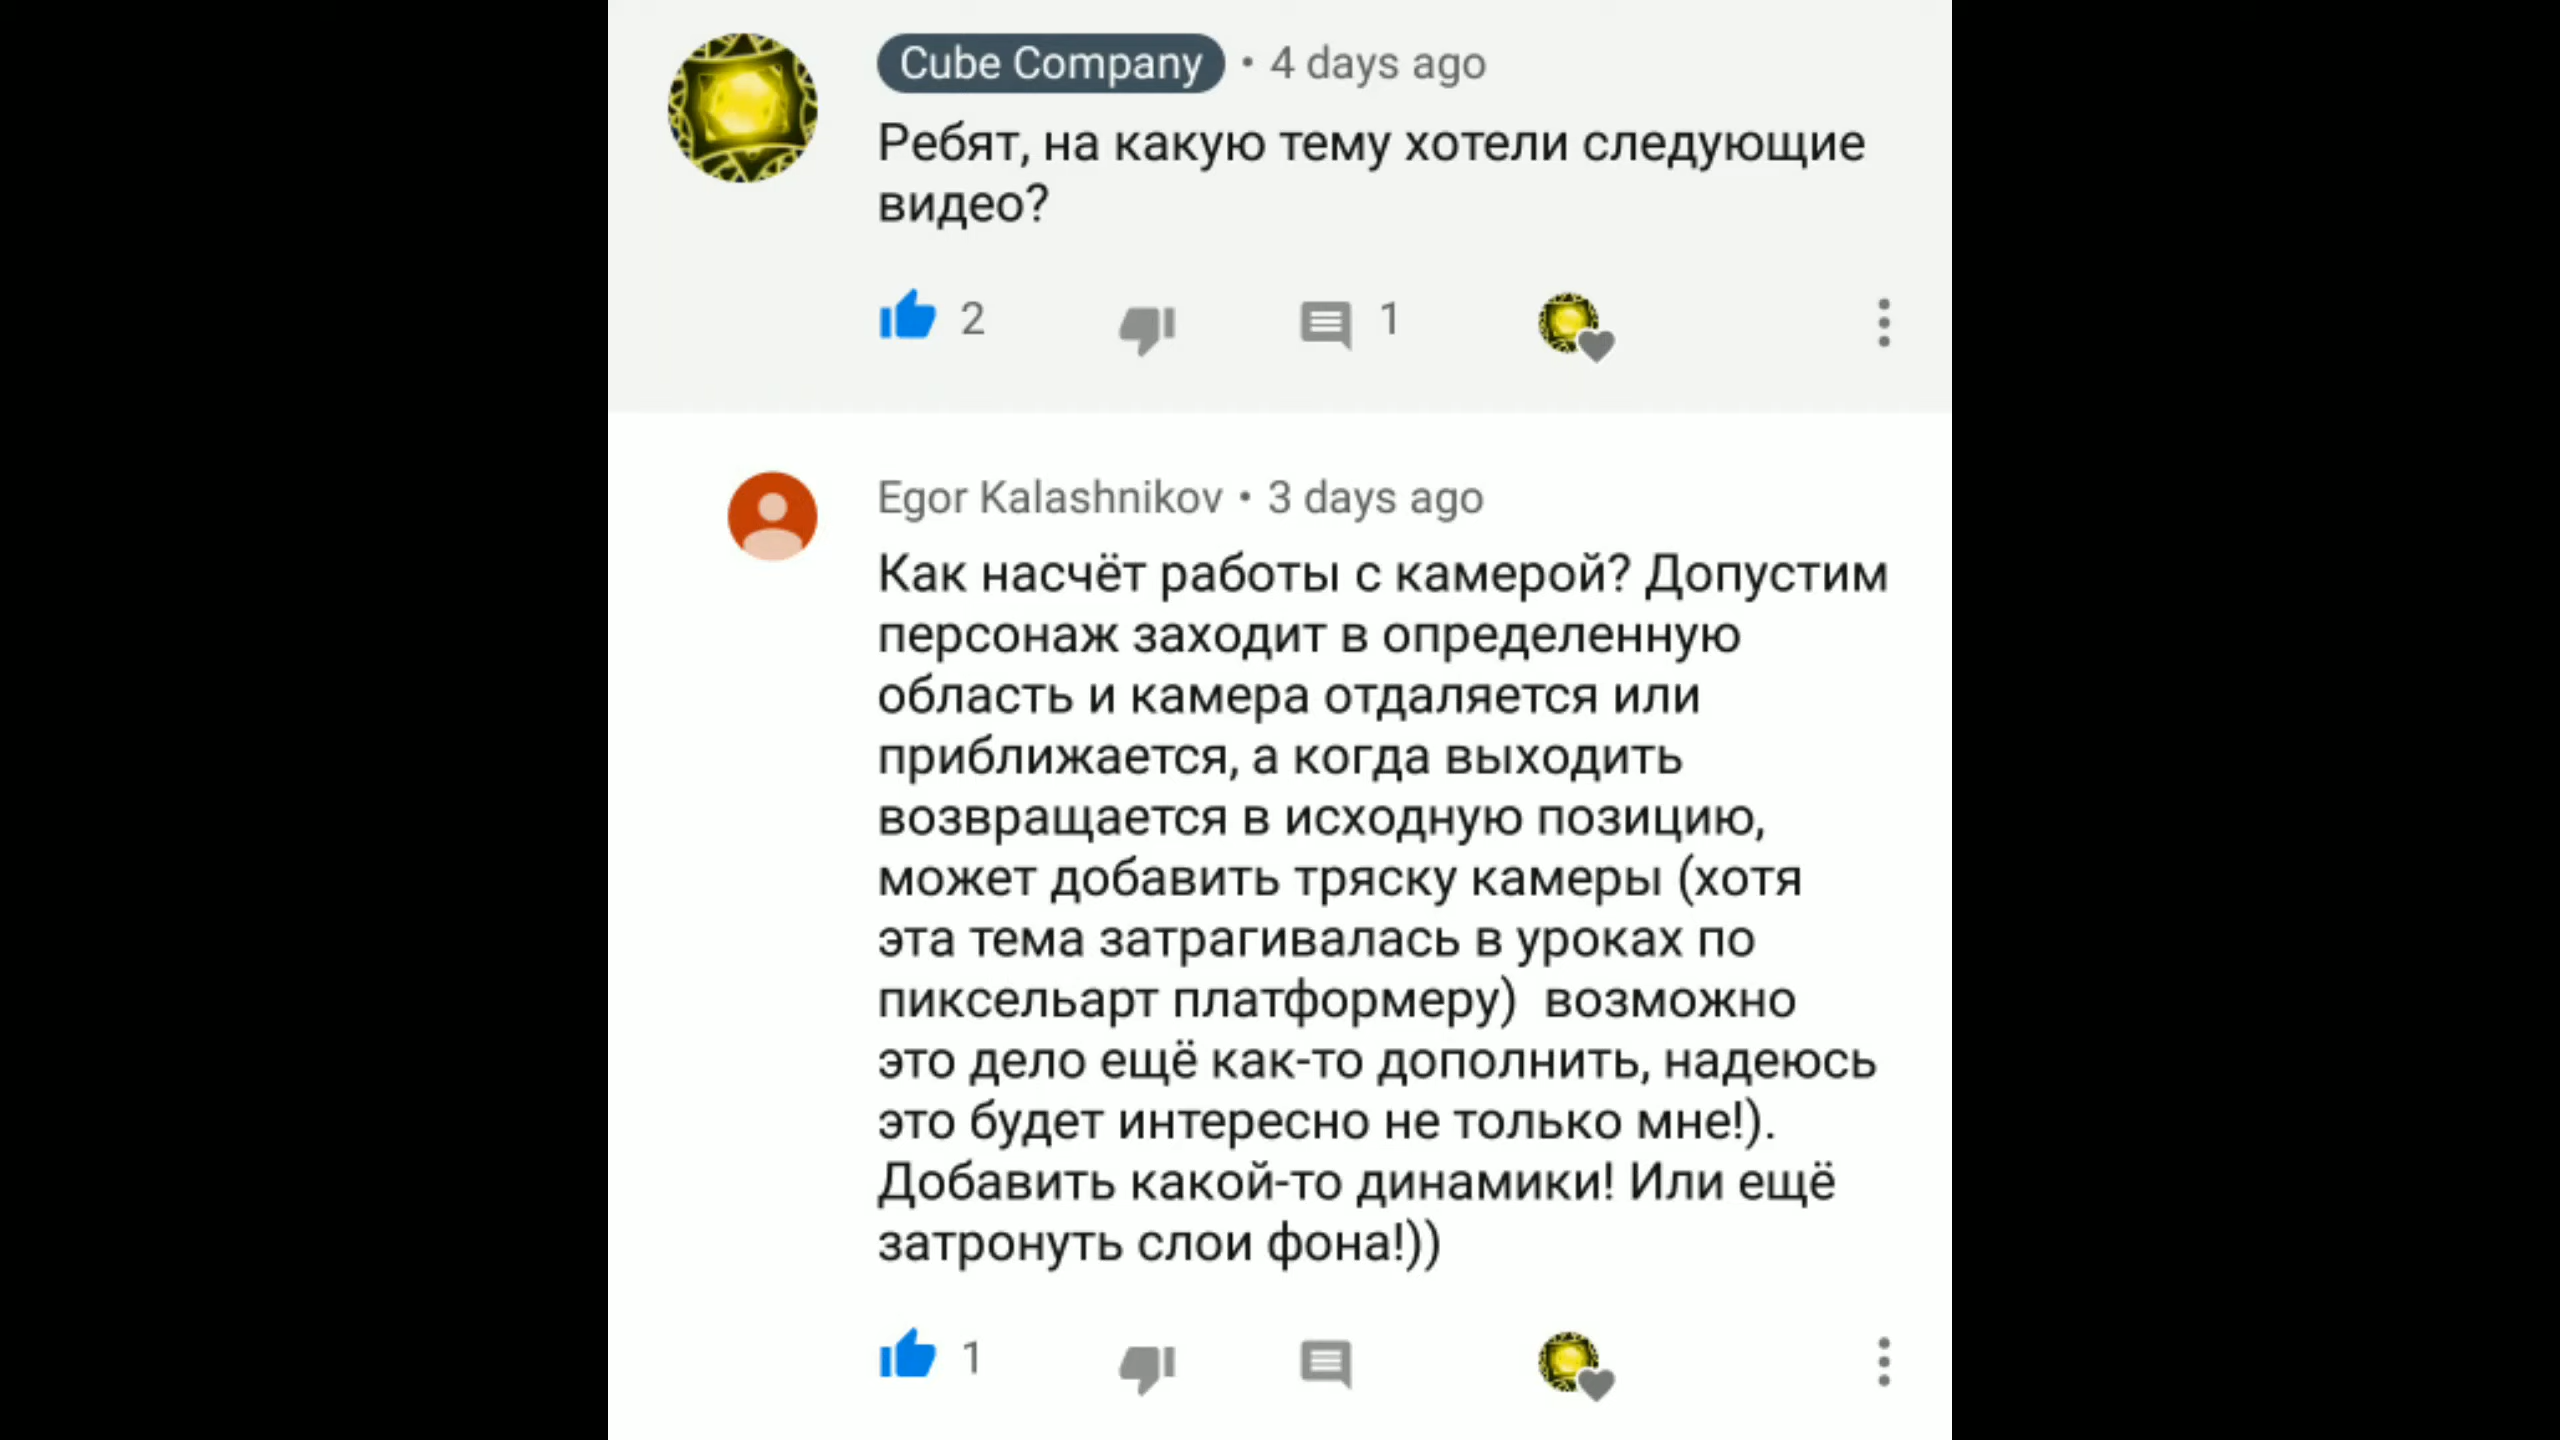 Cube Company • 4 days ago
Ребят, на какую тему хотели следующие
видео?
2 1
Egor Kalashnikov • 3 days ago
Как насчёт работы с камерой? Допустим
персонаж заходит в определенную
область и камера отдаляется или
приближается, а когда выходить
возвращается в исходную позицию,
может добавить тряску камеры (хотя
эта тема затрагивалась в уроках по
пиксельарт платформеру)  возможно
это дело ещё как-то дополнить, надеюсь
это будет интересно не только мне!).
Добавить какой-то динамики! Или ещё
затронуть слои фона!))
1